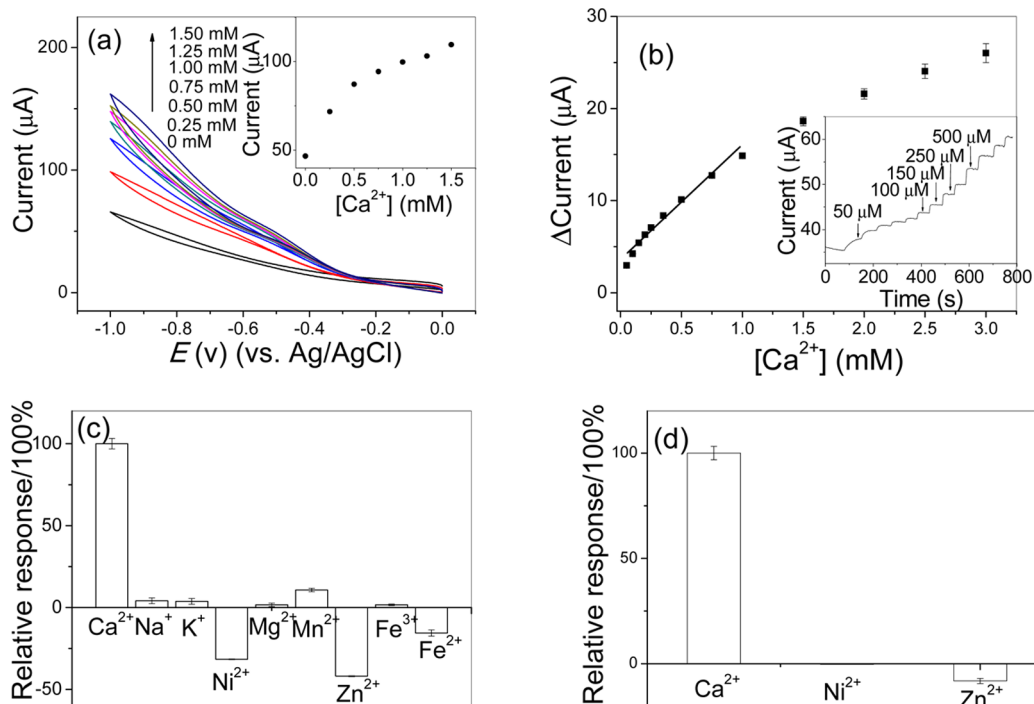 (a)
200
100
0
Current (μA)
1.50 mM
1.25 mM
1.00 mM
0.75 mM
0.50 mM
0.25 mM
0 mM
Current (μA)
100
50
0.0 0.5 1.0 1.5
[Ca²⁺] (mM)
-1.0 -0.8 -0.6 -0.4 -0.2 0.0
E (v) (vs. Ag/AgCl)
(b)
30
20
10
0
ΔCurrent (μA)
60
50
40
Current (μA)
50 μM
100 μM
150 μM
250 μM
500 μM
0 200 400 600 800
Time (s)
0.0 0.5 1.0 1.5 2.0 2.5 3.0
[Ca²⁺] (mM)
(c)
100
50
0
-50
Relative response/100%
Ca²⁺ Na⁺ K⁺ Ni²⁺ Mg²⁺ Mn²⁺ Zn²⁺ Fe³⁺ Fe²⁺
(d)
100
50
0
Relative response/100%
Ca²⁺ Ni²⁺ Zn²⁺